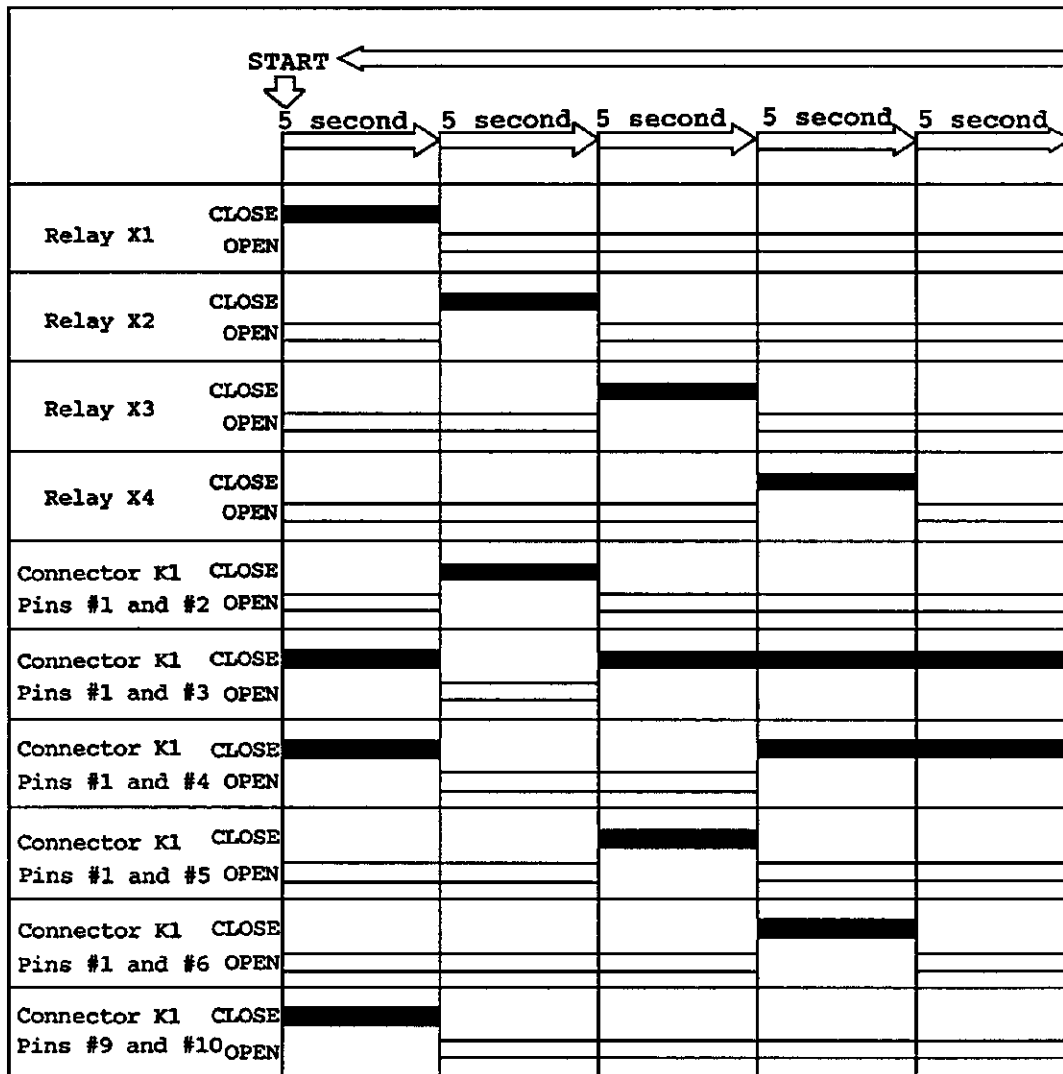 START
5 second 5 second 5 second 5 second 5 second
Relay X1 CLOSE
OPEN
Relay X2 CLOSE
OPEN
Relay X3 CLOSE
OPEN
Relay X4 CLOSE
OPEN
Connector K1 CLOSE
Pins #1 and #2 OPEN
Connector K1 CLOSE
Pins #1 and #3 OPEN
Connector K1 CLOSE
Pins #1 and #4 OPEN
Connector K1 CLOSE
Pins #1 and #5 OPEN
Connector K1 CLOSE
Pins #1 and #6 OPEN
Connector K1 CLOSE
Pins #9 and #10 OPEN